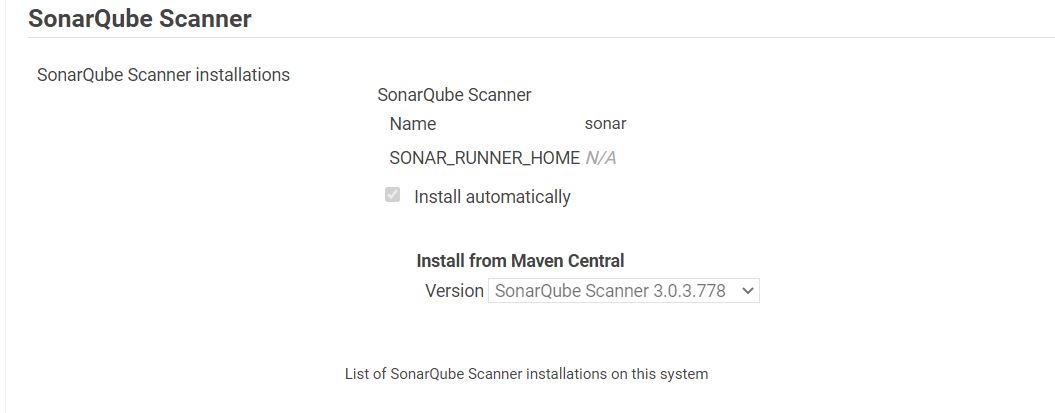 SonarQube Scanner
SonarQube Scanner installations
SonarQube Scanner
Name sonar
SONAR_RUNNER_HOME N/A
Install automatically
Install from Maven Central
Version SonarQube Scanner 3.0.3.778
List of SonarQube Scanner installations on this system